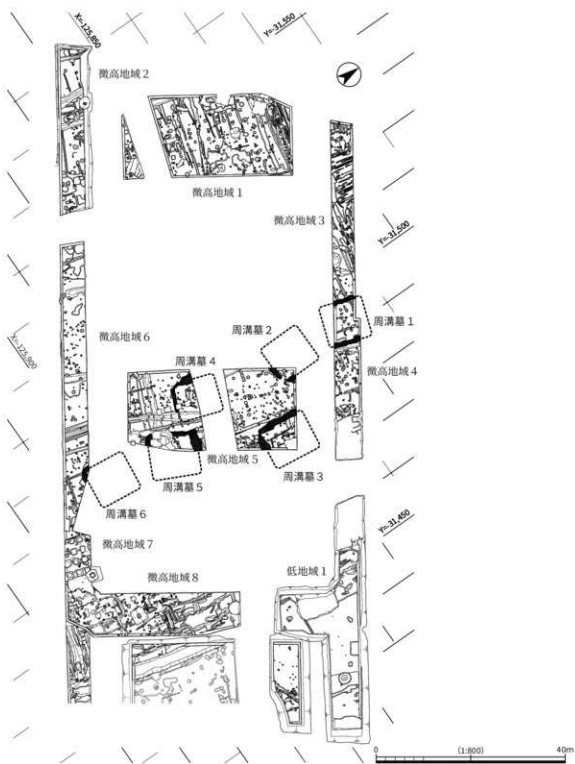 X=-125,850
Y=-31,550
微高地域2
微高地域1
微高地域3
Y=-31,500
周溝墓2
周溝墓1
X=-125,900
微高地域6
周溝墓4
微高地域4
微高地域5
周溝墓5
周溝墓3
周溝墓6
Y=-31,450
微高地域7
微高地域8
低地域1
0 (1:800) 40m